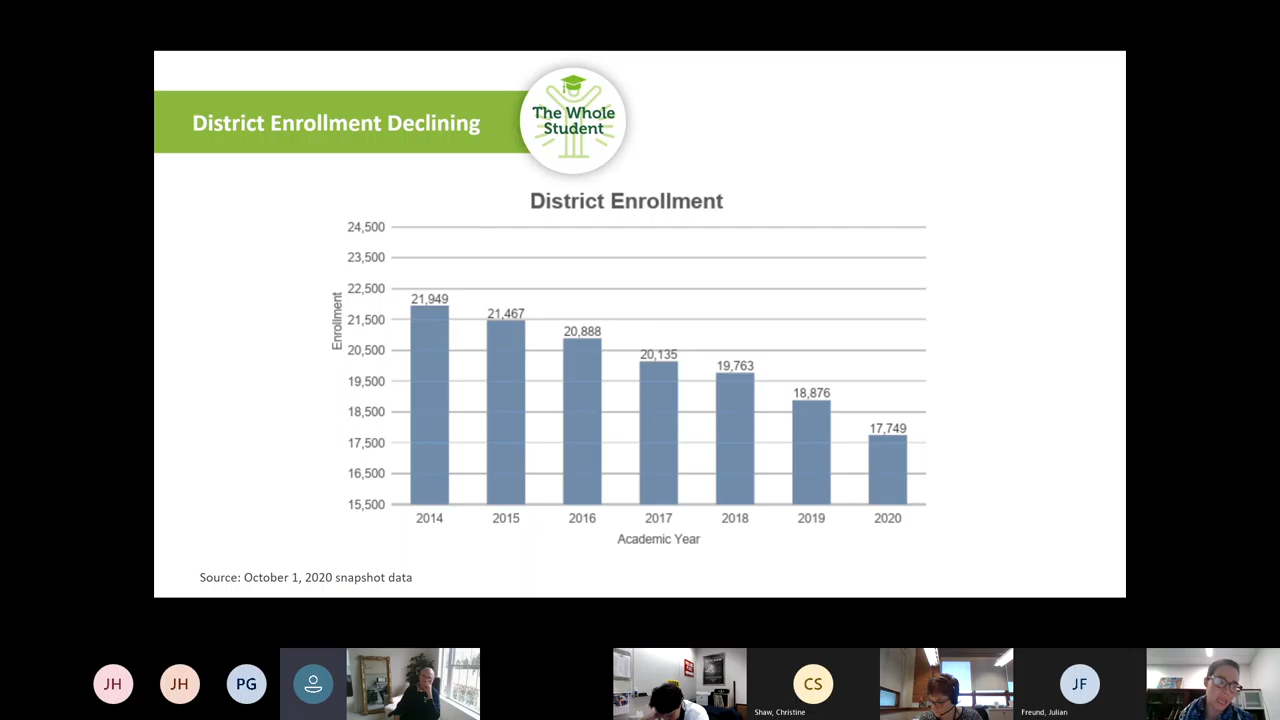 District Enrollment Declining
The Whole
Student
District Enrollment
24,500
23,500
22,500
21,500
20,500
19,500
18,500
17,500
16,500
15,500
Enrollment
21,949
21,467
20,888
20,135
19,763
18,876
17,749
2014 2015 2016 2017 2018 2019 2020
Academic Year
Source: October 1, 2020 snapshot data
JH JH PG CS JF
Shaw, Christine Freund, Julian